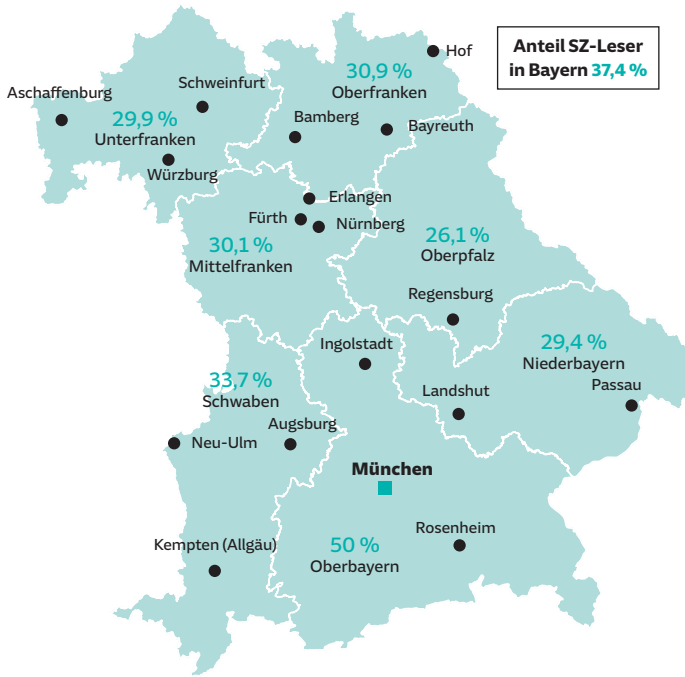 Anteil SZ-Leser
in Bayern 37,4 %
Hof
30,9 %
Oberfranken
Schweinfurt
Aschaffenburg
29,9 %
Unterfranken
Bamberg
Bayreuth
Würzburg
Erlangen
Fürth
Nürnberg
30,1 %
Mittelfranken
26,1 %
Oberpfalz
Regensburg
Ingolstadt
29,4 %
Niederbayern
Passau
33,7 %
Schwaben
Landshut
Augsburg
Neu-Ulm
München
Rosenheim
Kempten (Allgäu)
50 %
Oberbayern